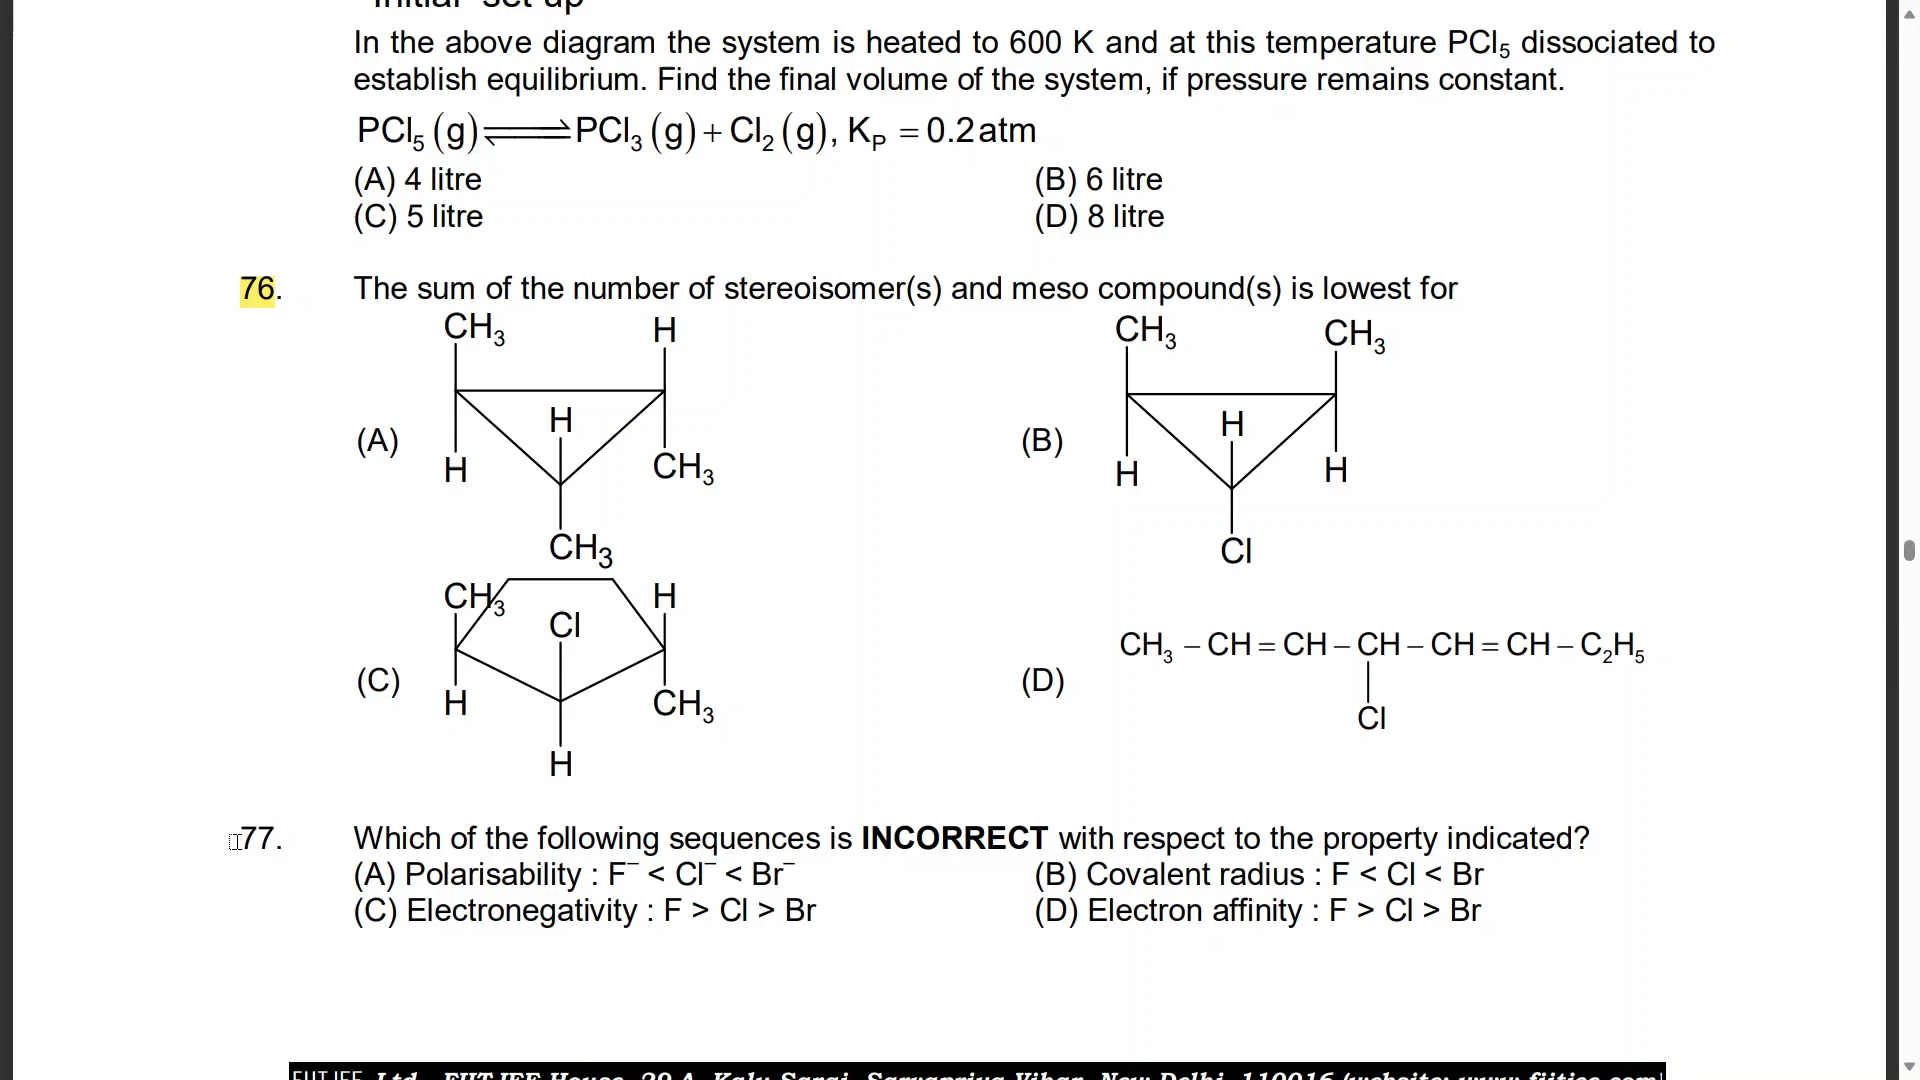 In the above diagram the system is heated to 600 K and at this temperature PCl5 dissociated to
establish equilibrium. Find the final volume of the system, if pressure remains constant.
PCl5 (g) ⇌ PCl3 (g) + Cl2 (g), KP = 0.2 atm
(A) 4 litre (B) 6 litre
(C) 5 litre (D) 8 litre
76. The sum of the number of stereoisomer(s) and meso compound(s) is lowest for
CH3 H CH3 CH3
(A) H H CH3 CH3
(B) H H H Cl
(C) CH3 Cl H H CH3 H
(D) CH3 – CH = CH – CH – CH = CH – C2H5
Cl
77. Which of the following sequences is INCORRECT with respect to the property indicated?
(A) Polarisability : F⁻ < Cl⁻ < Br⁻ (B) Covalent radius : F < Cl < Br
(C) Electronegativity : F > Cl > Br (D) Electron affinity : F > Cl > Br